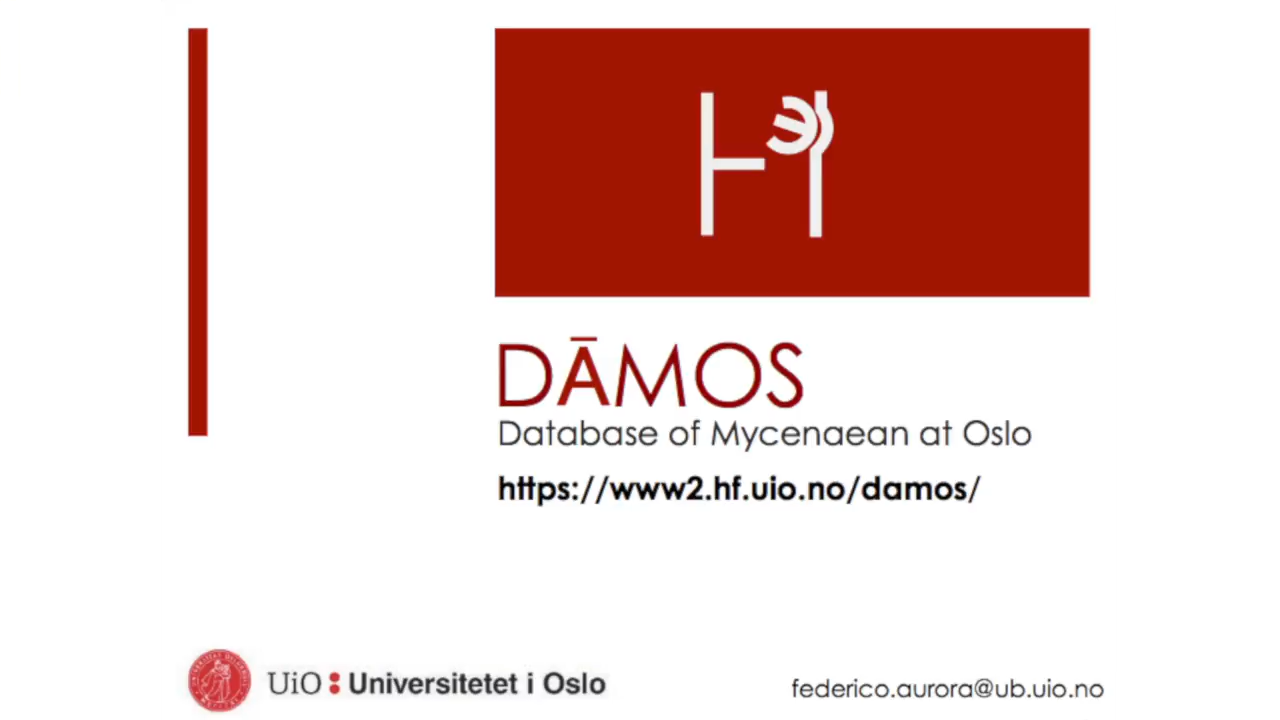 DĀMOS
Database of Mycenaean at Oslo
https://www2.hf.uio.no/damos/
UiO : Universitetet i Oslo
federico.aurora@ub.uio.no